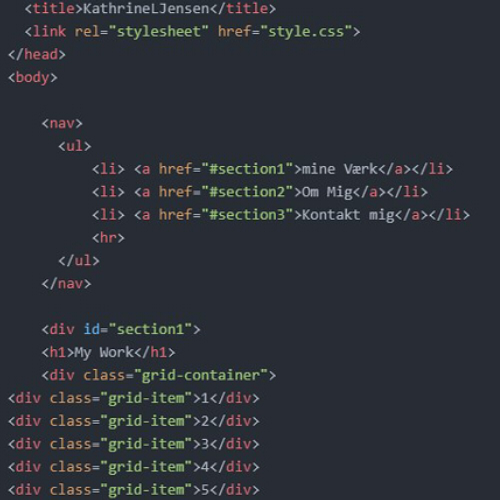 <title>KathrineLJensen</title>
<link rel="stylesheet" href="style.css">
</head>
<body>
<nav>
<ul>
<li> <a href="#section1">mine Værk</a></li>
<li> <a href="#section2">Om Mig</a></li>
<li> <a href="#section3">Kontakt mig</a></li>
<hr>
</ul>
</nav>
<div id="section1">
<h1>My Work</h1>
<div class="grid-container">
<div class="grid-item">1</div>
<div class="grid-item">2</div>
<div class="grid-item">3</div>
<div class="grid-item">4</div>
<div class="grid-item">5</div>